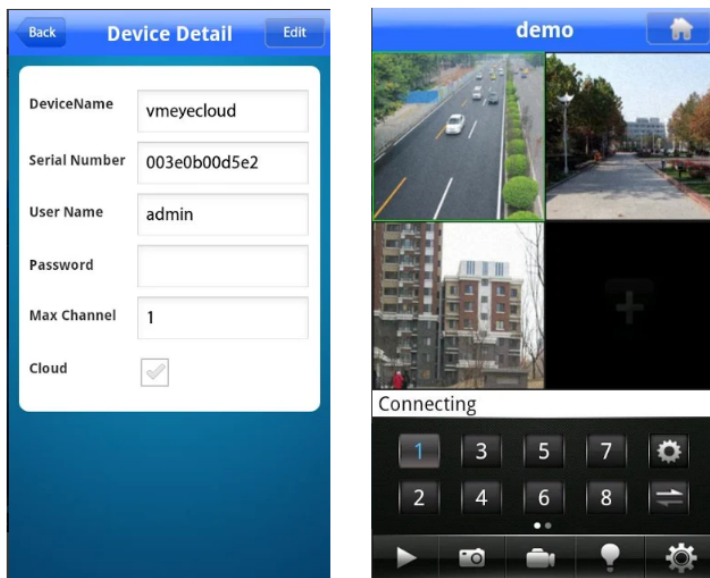 Back
Device Detail
Edit
DeviceName
vmeyecloud
Serial Number
003e0b00d5e2
User Name
admin
Password
Max Channel
1
Cloud
demo
Connecting
1 3 5 7
2 4 6 8